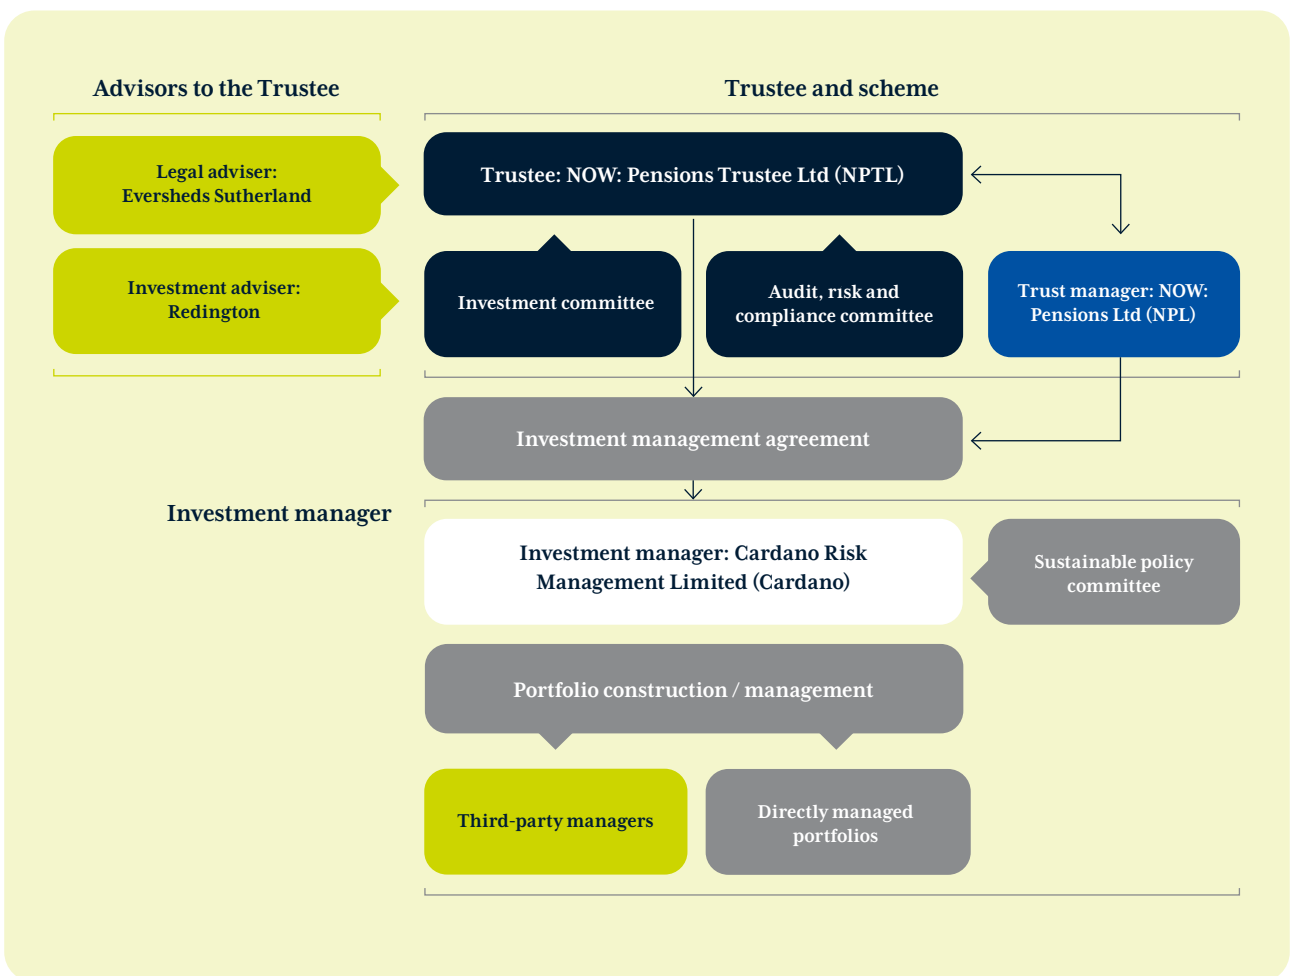 Advisors to the Trustee
Legal adviser:
Eversheds Sutherland
Investment adviser:
Redington
Trustee and scheme
Trustee: NOW: Pensions Trustee Ltd (NPTL)
Investment committee
Audit, risk and
compliance committee
Trust manager: NOW:
Pensions Ltd (NPL)
Investment management agreement
Investment manager
Investment manager: Cardano Risk
Management Limited (Cardano)
Sustainable policy
committee
Portfolio construction / management
Third-party managers
Directly managed
portfolios